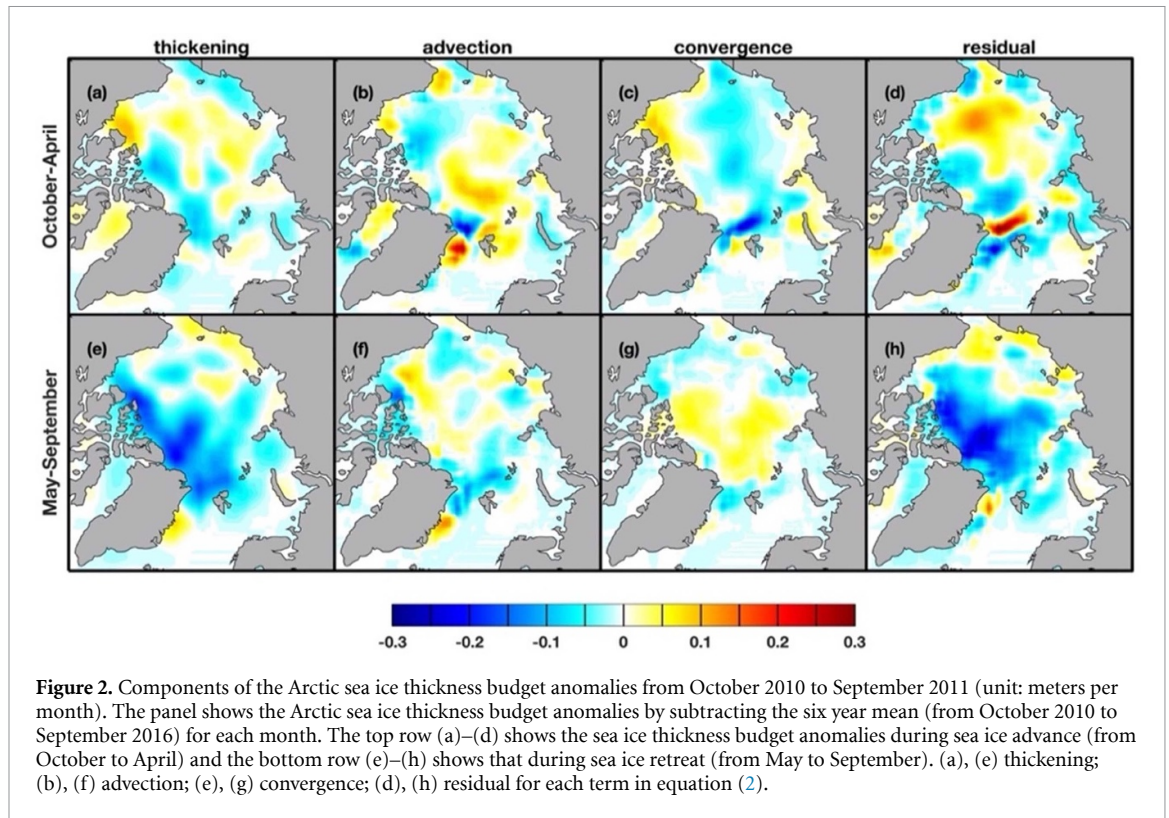 thickening advection convergence residual
October-April
(a) (b) (c) (d)
May-September
(e) (f) (g) (h)
-0.3 -0.2 -0.1 0 0.1 0.2 0.3
Figure 2. Components of the Arctic sea ice thickness budget anomalies from October 2010 to September 2011 (unit: meters per
month). The panel shows the Arctic sea ice thickness budget anomalies by subtracting the six year mean (from October 2010 to
September 2016) for each month. The top row (a)–(d) shows the sea ice thickness budget anomalies during sea ice advance (from
October to April) and the bottom row (e)–(h) shows that during sea ice retreat (from May to September). (a), (e) thickening;
(b), (f) advection; (e), (g) convergence; (d), (h) residual for each term in equation (2).